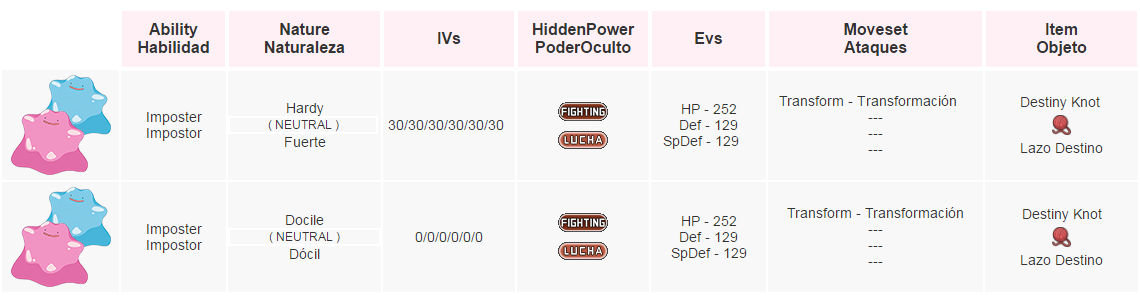 Ability
Habilidad
Nature
Naturaleza
IVs
HiddenPower
PoderOculto
Evs
Moveset
Ataques
Item
Objeto
Imposter
Impostor
Hardy
( NEUTRAL )
Fuerte
30/30/30/30/30/30
FIGHTING
LUCHA
HP - 252
Def - 129
SpDef - 129
Transform - Transformación
---
---
---
Destiny Knot
Lazo Destino
Imposter
Impostor
Docile
( NEUTRAL )
Dócil
0/0/0/0/0/0
FIGHTING
LUCHA
HP - 252
Def - 129
SpDef - 129
Transform - Transformación
---
---
---
Destiny Knot
Lazo Destino